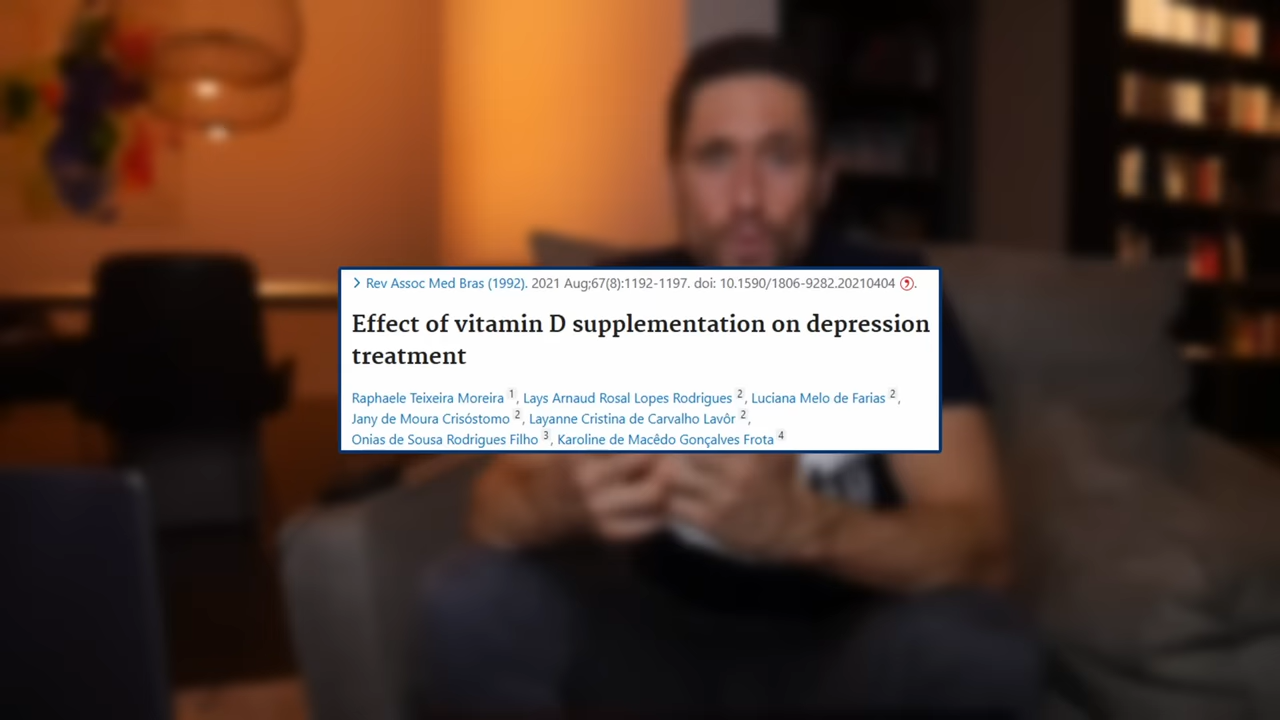 > Rev Assoc Med Bras (1992). 2021 Aug;67(8):1192-1197. doi: 10.1590/1806-9282.20210404.
Effect of vitamin D supplementation on depression
treatment
Raphaele Teixeira Moreira 1, Lays Arnaud Rosal Lopes Rodrigues 2, Luciana Melo de Farias 2,
Jany de Moura Crisóstomo 2, Layanne Cristina de Carvalho Lavôr 2,
Onias de Sousa Rodrigues Filho 3, Karoline de Macêdo Gonçalves Frota 4